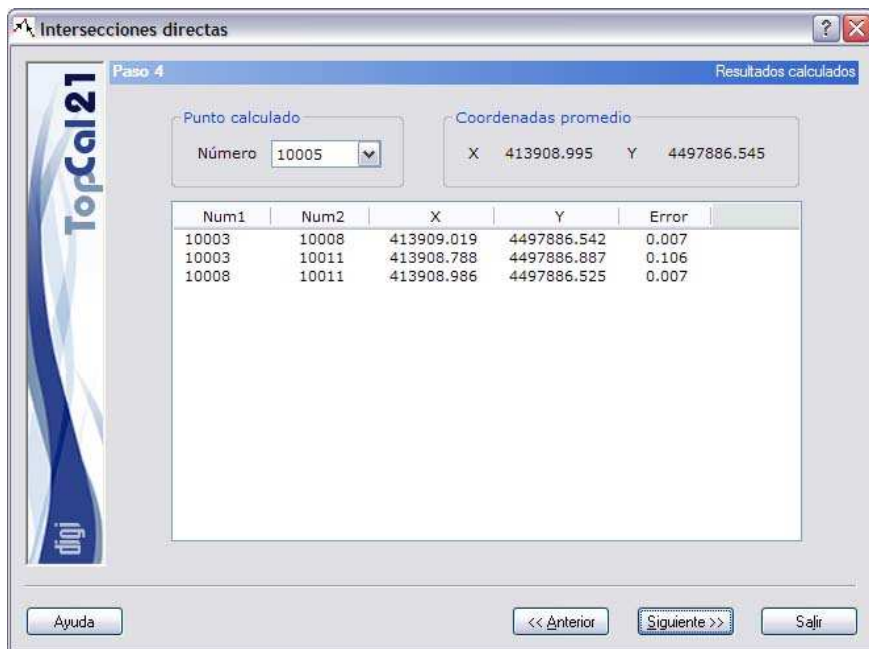 Intersecciones directas
TopCal21
digi
Paso 4
Resultados calculados
Punto calculado
Número 10005
Coordenadas promedio
X 413908.995 Y 4497886.545
Num1 Num2 X Y Error
10003 10008 413909.019 4497886.542 0.007
10003 10011 413908.788 4497886.887 0.106
10008 10011 413908.986 4497886.525 0.007
Ayuda
<< Anterior
Siguiente >>
Salir